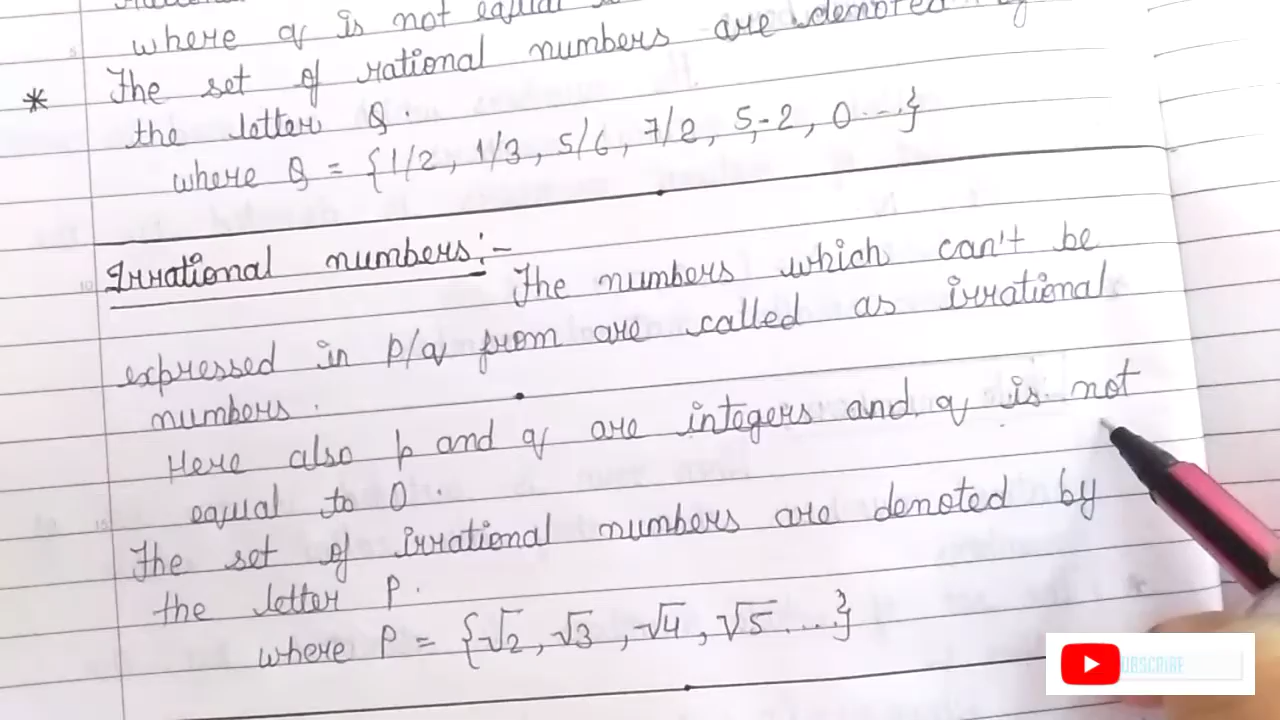 where q is not equal
* The set of rational numbers are denoted by
the letter Q.
where Q = {1/2, 1/3, 5/6, 7/2, 5,-2, 0 ...}
Irrational numbers:-
The numbers which can't be
expressed in p/q from are called as irrational
numbers.
Here also p and q are integers and q is not
equal to 0.
The set of irrational numbers are denoted by
the letter P.
where P = {√2, √3, √4, √5 ...}
SUBSCRIBE